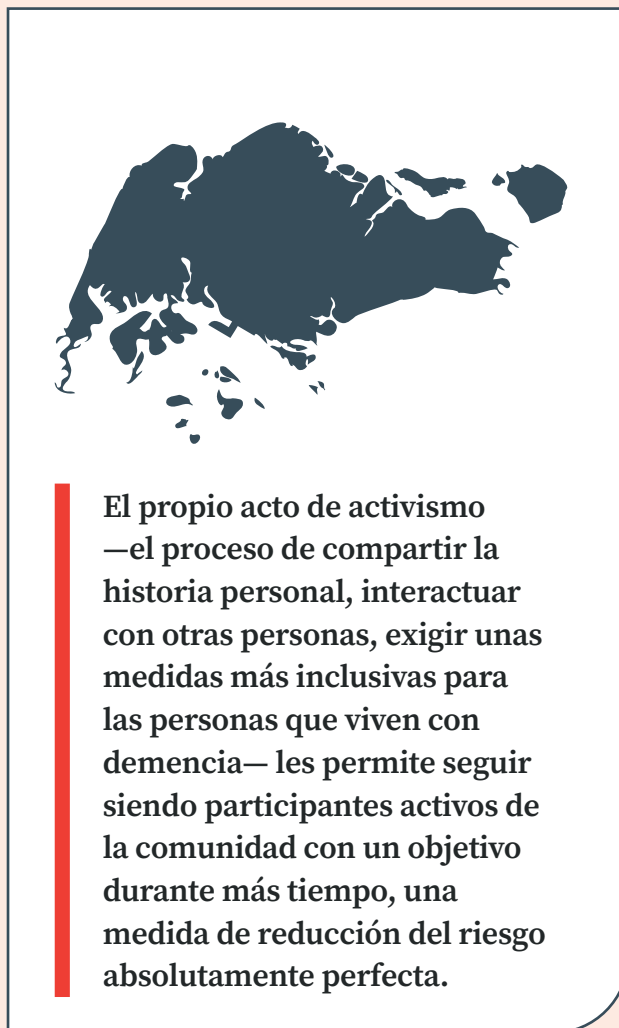 El propio acto de activismo
—el proceso de compartir la
historia personal, interactuar
con otras personas, exigir unas
medidas más inclusivas para
las personas que viven con
demencia— les permite seguir
siendo participantes activos de
la comunidad con un objetivo
durante más tiempo, una
medida de reducción del riesgo
absolutamente perfecta.